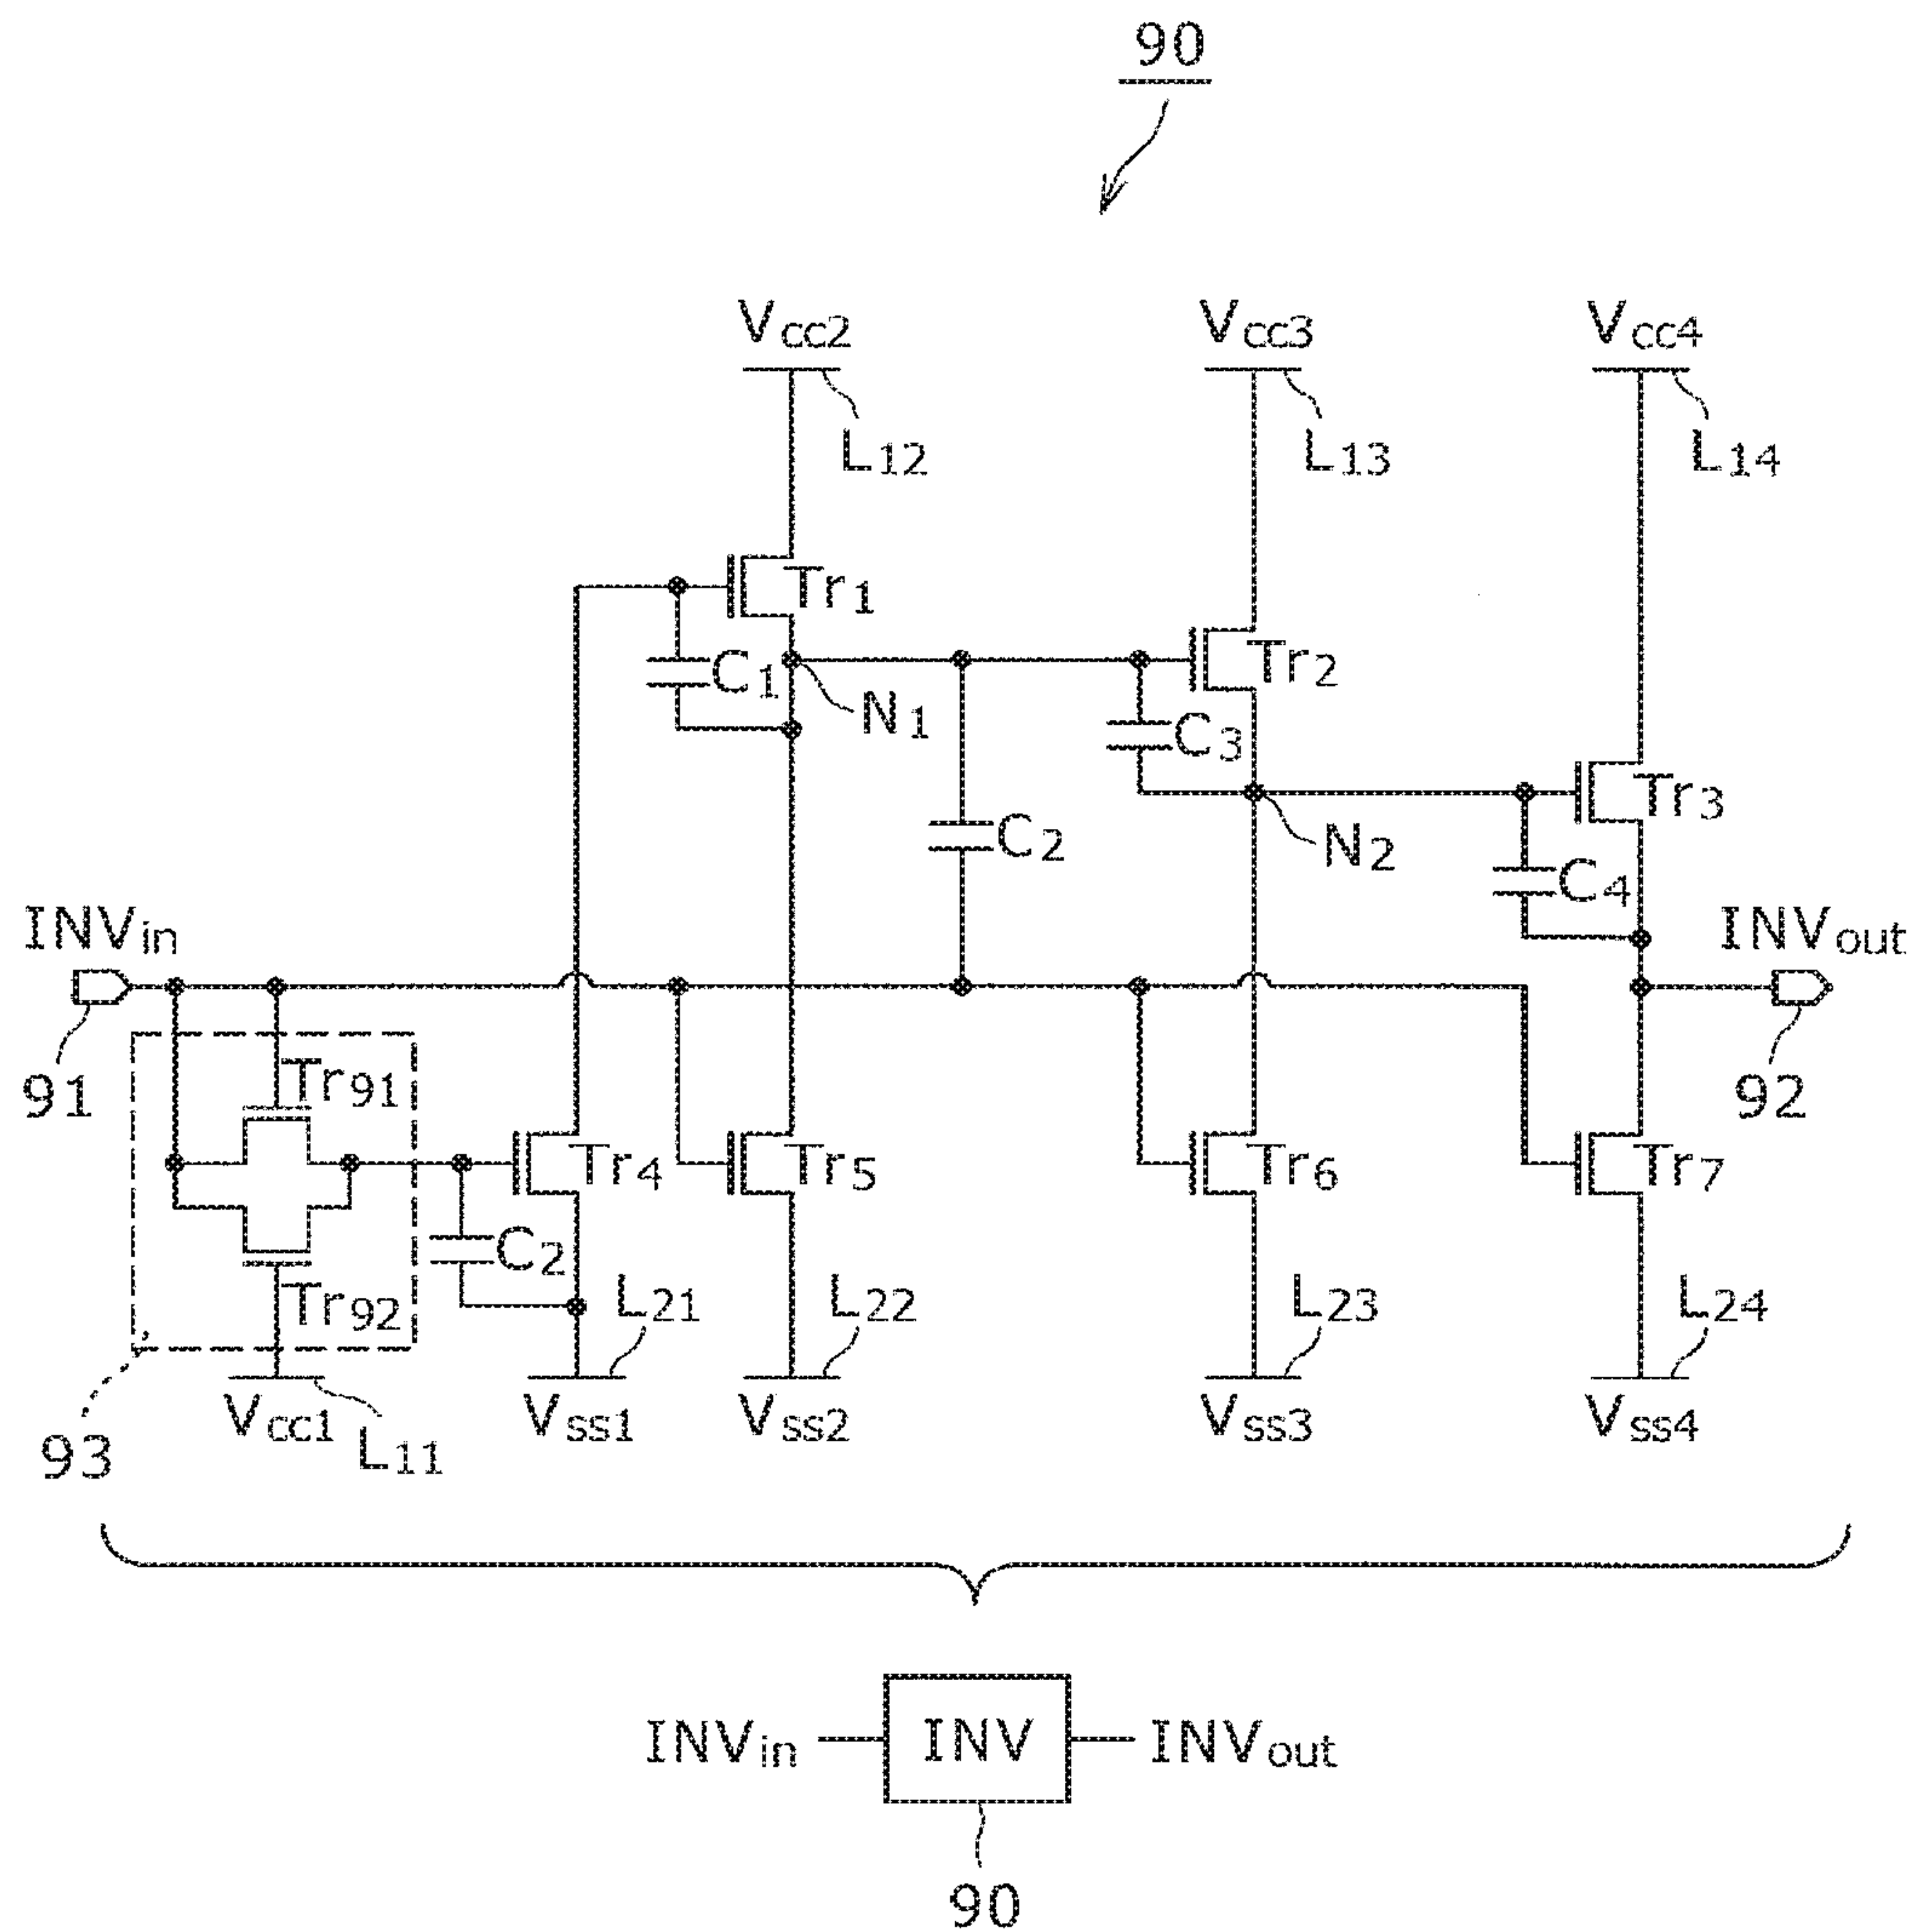 90
Vcc2
Vcc3
Vcc4
L12
L13
L14
Tr1
Tr2
C1
N1
C3
Tr3
C2
N2
C4
INVin
INVout
91
Tr91
92
Tr4
Tr5
Tr6
Tr7
C2
Tr92
L21
L22
L23
L24
93
Vcc1
L11
Vss1
Vss2
Vss3
Vss4
INVin
INV
INVout
90